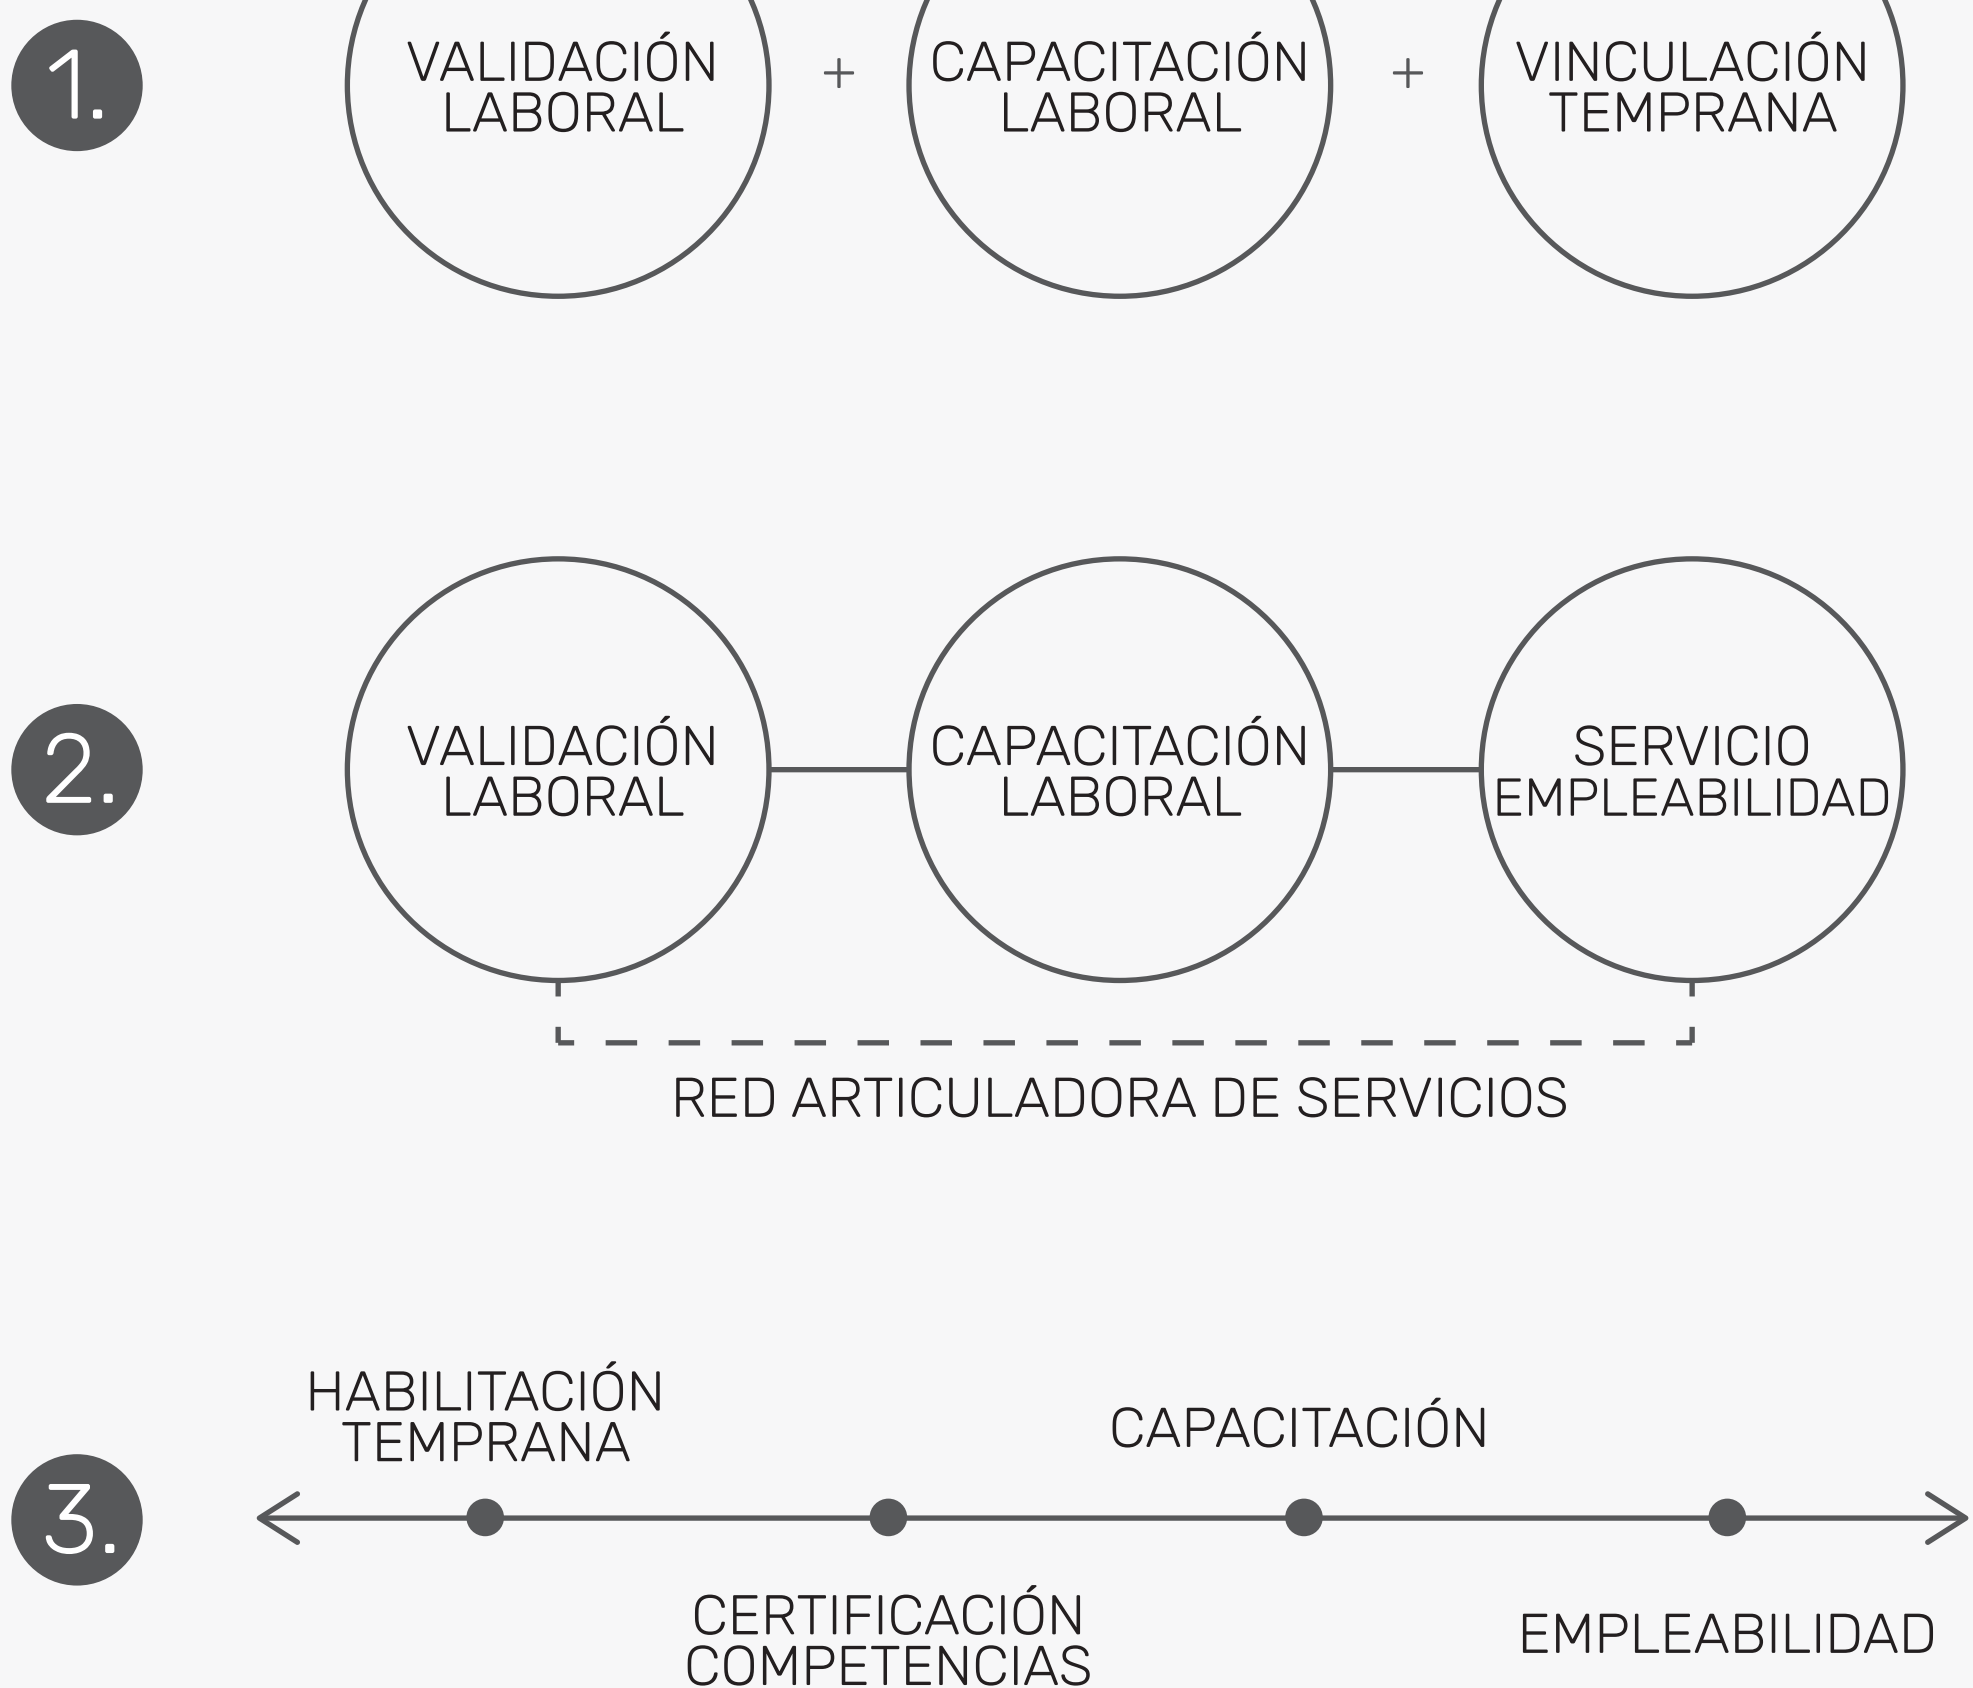 1.
VALIDACIÓN
LABORAL
+
CAPACITACIÓN
LABORAL
+
VINCULACIÓN
TEMPRANA
2.
VALIDACIÓN
LABORAL
CAPACITACIÓN
LABORAL
SERVICIO
EMPLEABILIDAD
RED ARTICULADORA DE SERVICIOS
3.
HABILITACIÓN
TEMPRANA
CERTIFICACIÓN
COMPETENCIAS
CAPACITACIÓN
EMPLEABILIDAD